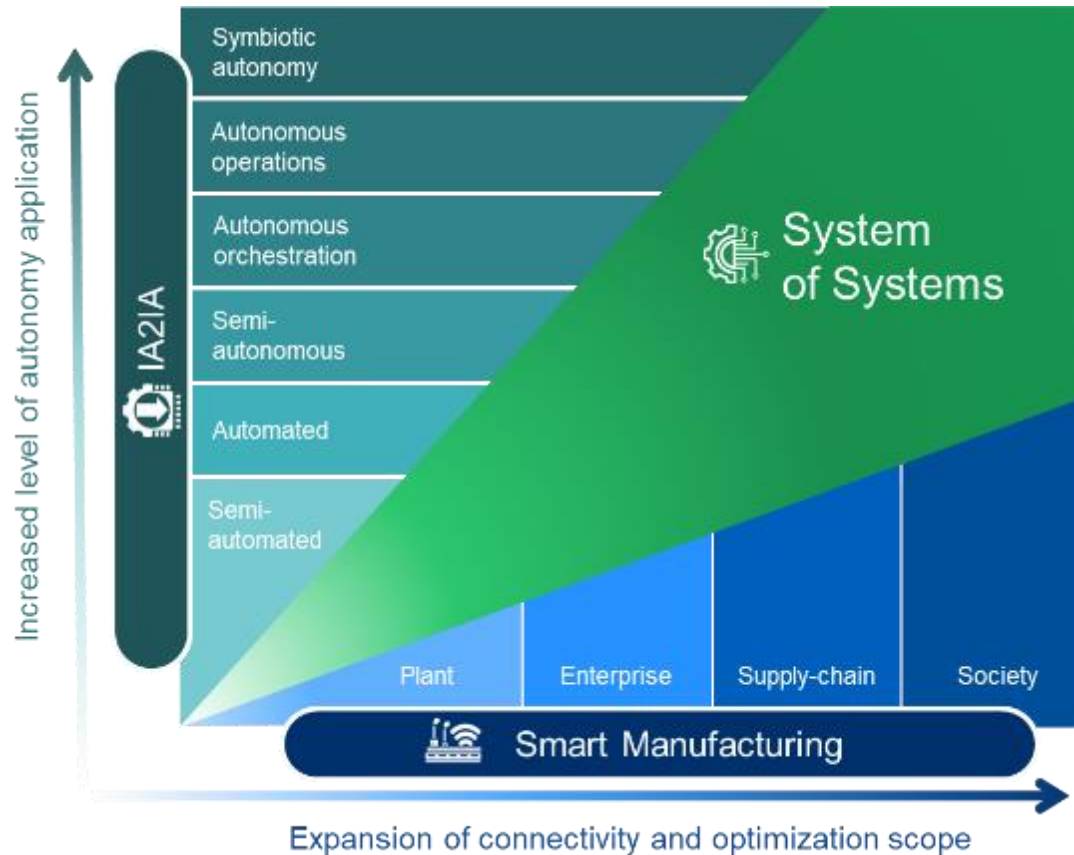 Increased level of autonomy application
IA2IA
Symbiotic
autonomy
Autonomous
operations
Autonomous
orchestration
Semi-
autonomous
Automated
Semi-
automated
System
of Systems
Plant
Enterprise
Supply-chain
Society
Smart Manufacturing
Expansion of connectivity and optimization scope